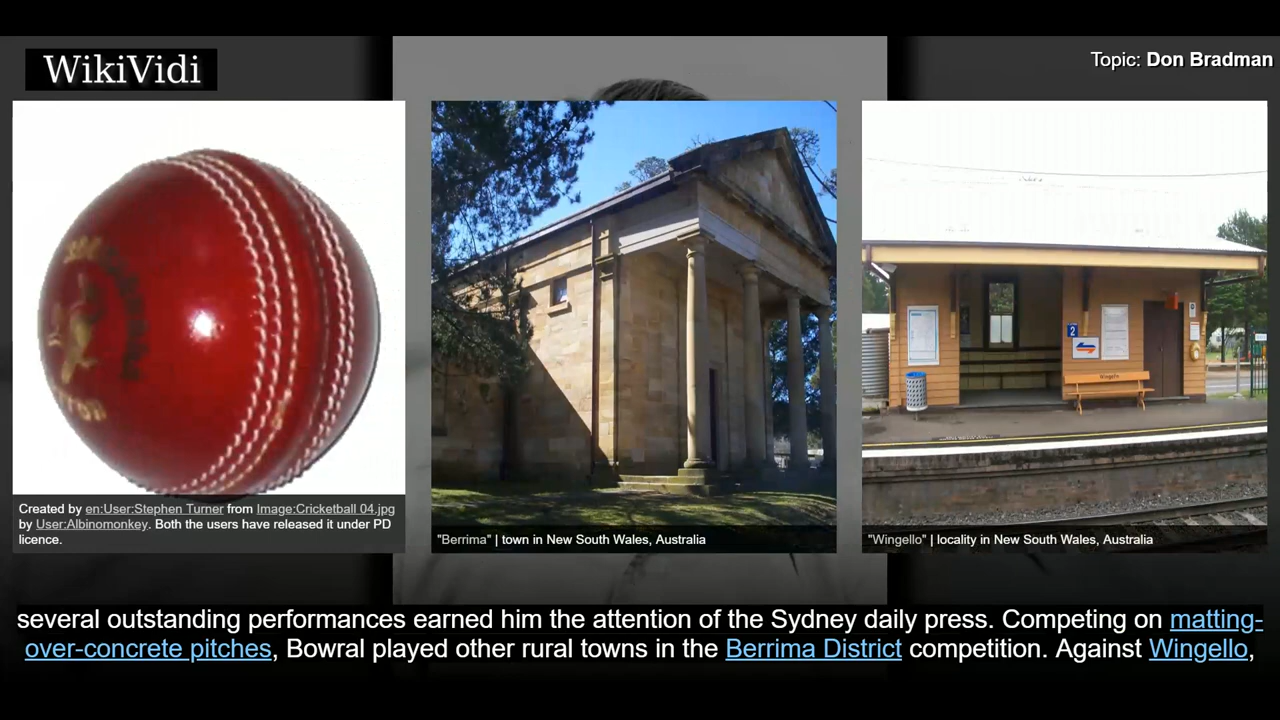 WikiVidi
Topic: Don Bradman
2
Wingello
Created by en:User:Stephen Turner from Image:Cricketball 04.jpg
by User:Albinomonkey. Both the users have released it under PD
licence.
"Berrima" | town in New South Wales, Australia
"Wingello" | locality in New South Wales, Australia
several outstanding performances earned him the attention of the Sydney daily press. Competing on matting-
over-concrete pitches, Bowral played other rural towns in the Berrima District competition. Against Wingello,